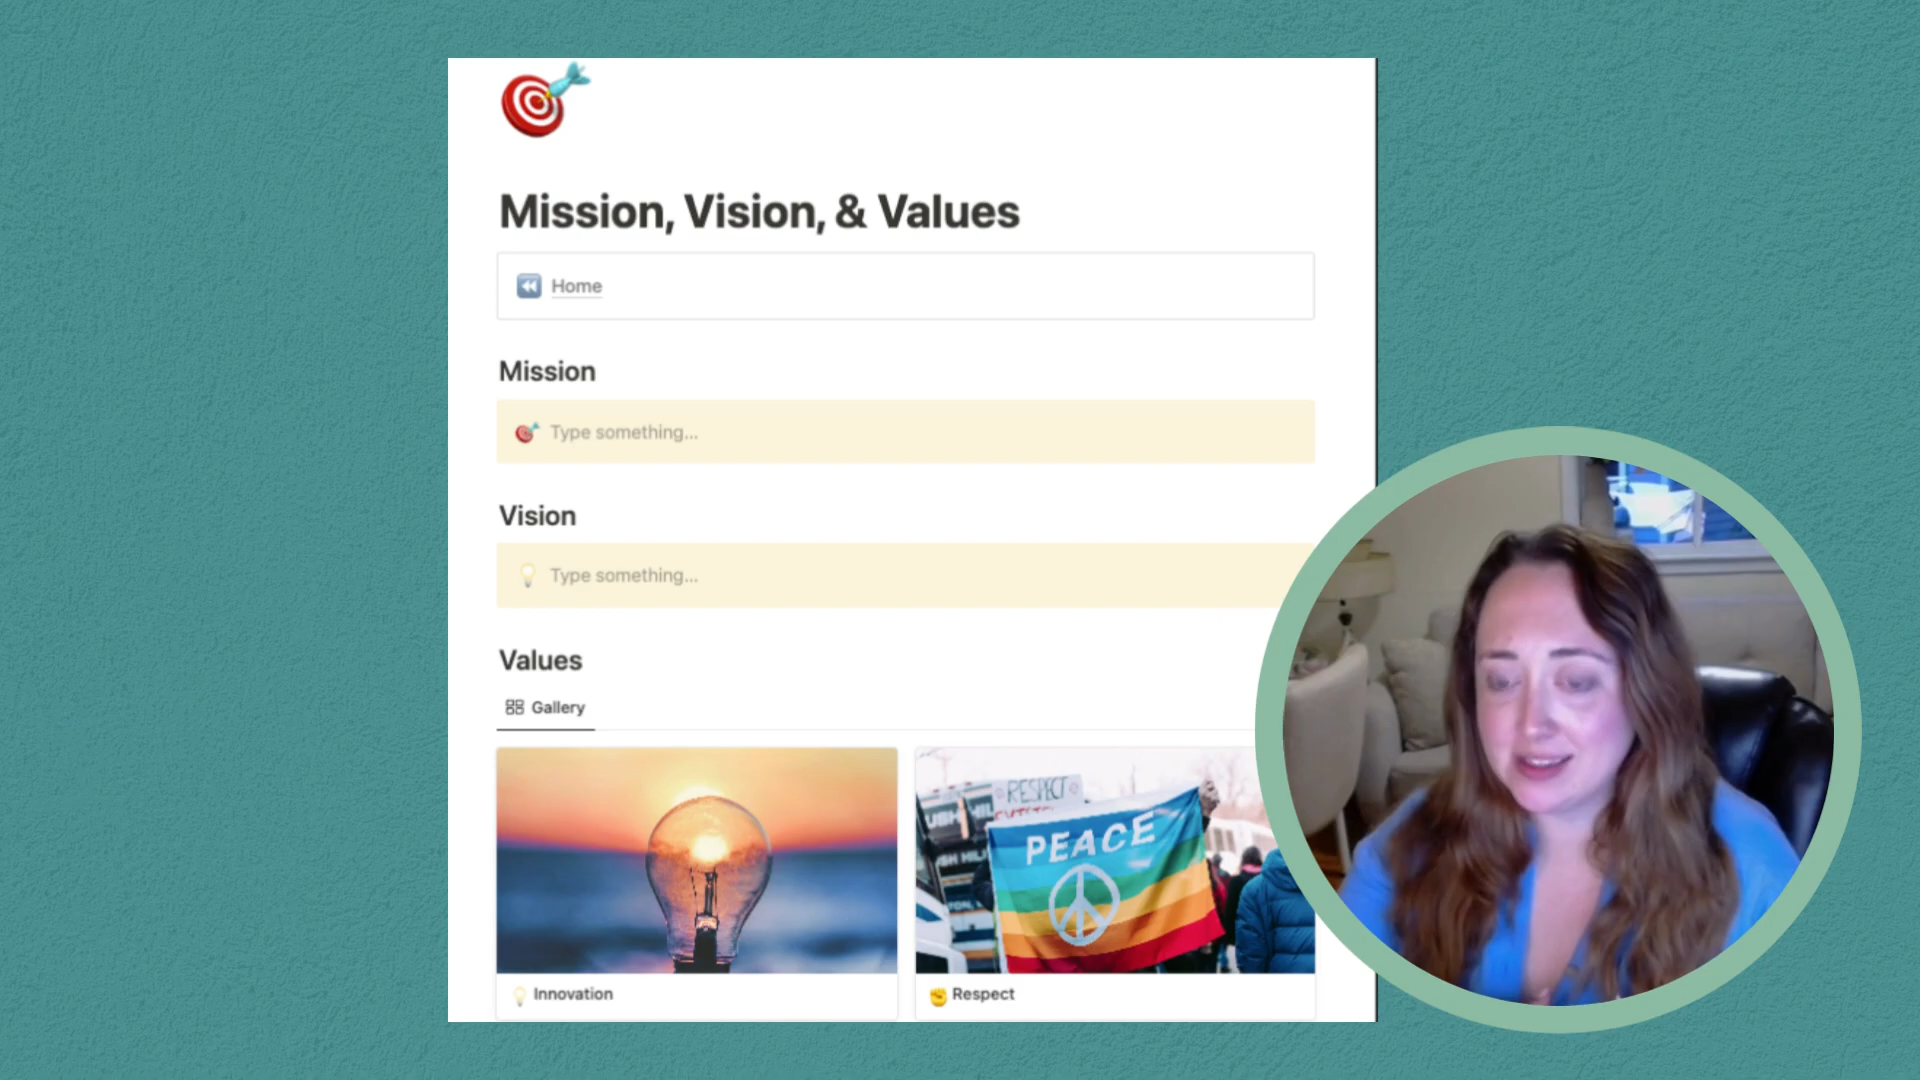 Mission, Vision, & Values
Home
Mission
Type something...
Vision
Type something...
Values
Gallery
RESPECT
PEACE
Innovation
Respect